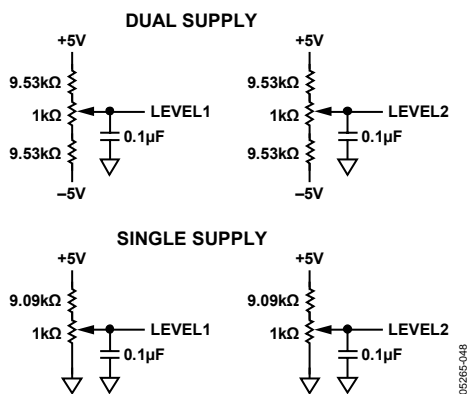 DUAL SUPPLY
+5V
+5V
9.53kΩ
9.53kΩ
1kΩ
LEVEL1
1kΩ
LEVEL2
0.1µF
0.1µF
9.53kΩ
9.53kΩ
–5V
–5V
SINGLE SUPPLY
+5V
+5V
9.09kΩ
9.09kΩ
1kΩ
LEVEL1
1kΩ
LEVEL2
0.1µF
0.1µF
05265-048